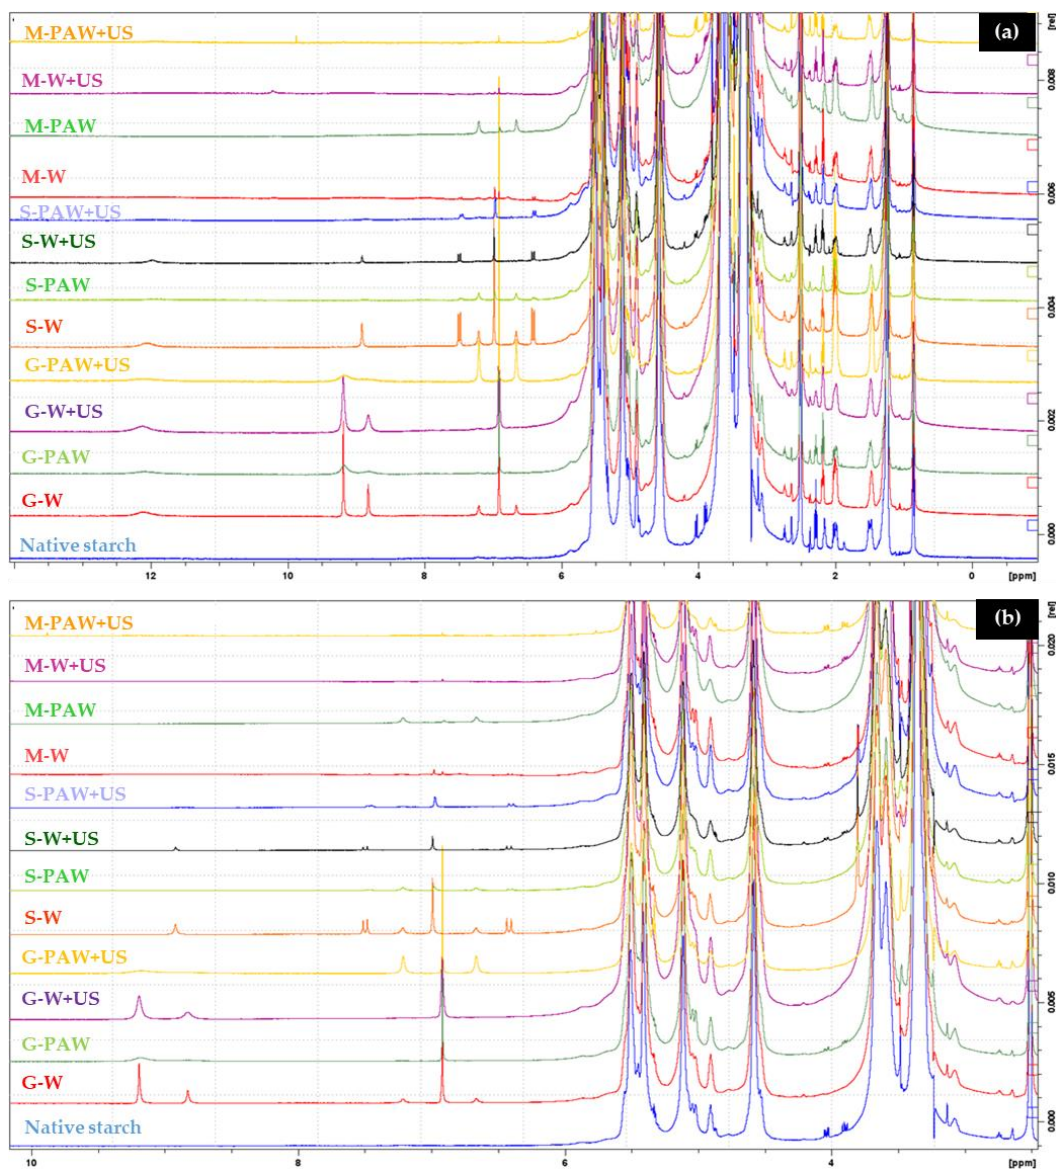 (a)
[rel]
M-PAW+US
M-W+US
0.008
M-PAW
M-W
0.006
S-PAW+US
S-W+US
S-PAW
0.004
S-W
G-PAW+US
G-W+US
0.002
G-PAW
G-W
Native starch
0.000
12 10 8 6 4 2 0 [ppm]
(b)
[rel]
M-PAW+US
0.020
M-W+US
M-PAW
M-W
0.015
S-PAW+US
S-W+US
S-PAW
0.010
S-W
G-PAW+US
G-W+US
0.005
G-PAW
G-W
Native starch
0.000
10 8 6 4 [ppm]